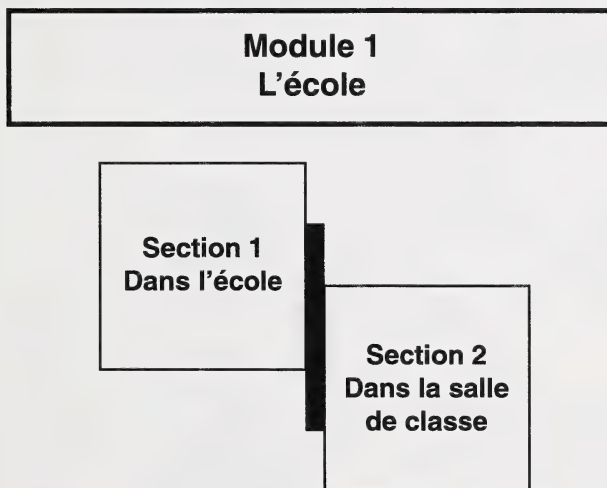 Module 1
L'école
Section 1
Dans l'école
Section 2
Dans la salle
de classe